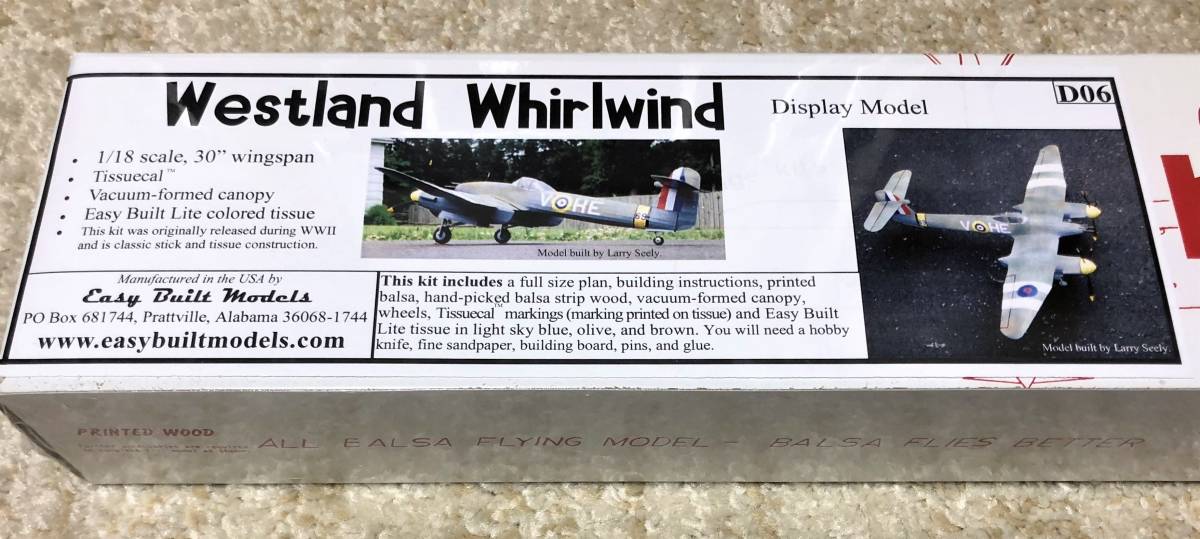 Westland Whirlwind
Display Model
D06
• 1/18 scale, 30” wingspan
• Tissuecal™
• Vacuum-formed canopy
• Easy Built Lite colored tissue
• This kit was originally released during WWII
and is classic stick and tissue construction.
V HE
Model built by Larry Seely.
V HE
Model built by Larry Seely.
Manufactured in the USA by
Easy Built Models
PO Box 681744, Prattville, Alabama 36068-1744
www.easybuiltmodels.com
This kit includes a full size plan, building instructions, printed
balsa, hand-picked balsa strip wood, vacuum-formed canopy,
wheels, Tissuecal™ markings (marking printed on tissue) and Easy Built
Lite tissue in light sky blue, olive, and brown. You will need a hobby
knife, fine sandpaper, building board, pins, and glue.
PRINTED WOOD
ALL BALSA FLYING MODEL - BALSA FLIES BETTER